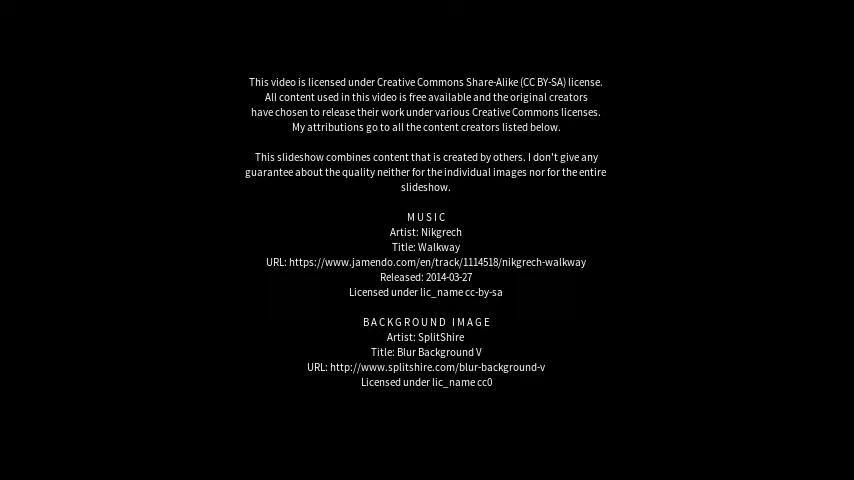 This video is licensed under Creative Commons Share-Alike (CC BY-SA) license.
All content used in this video is free available and the original creators
have chosen to release their work under various Creative Commons licenses.
My attributions go to all the content creators listed below.
This slideshow combines content that is created by others. I don't give any
guarantee about the quality neither for the individual images nor for the entire
slideshow.
MUSIC
Artist: Nikgrech
Title: Walkway
URL: https://www.jamendo.com/en/track/1114518/nikgrech-walkway
Released: 2014-03-27
Licensed under lic_name cc-by-sa
BACKGROUND IMAGE
Artist: SplitShire
Title: Blur Background V
URL: http://www.splitshire.com/blur-background-v
Licensed under lic_name cc0